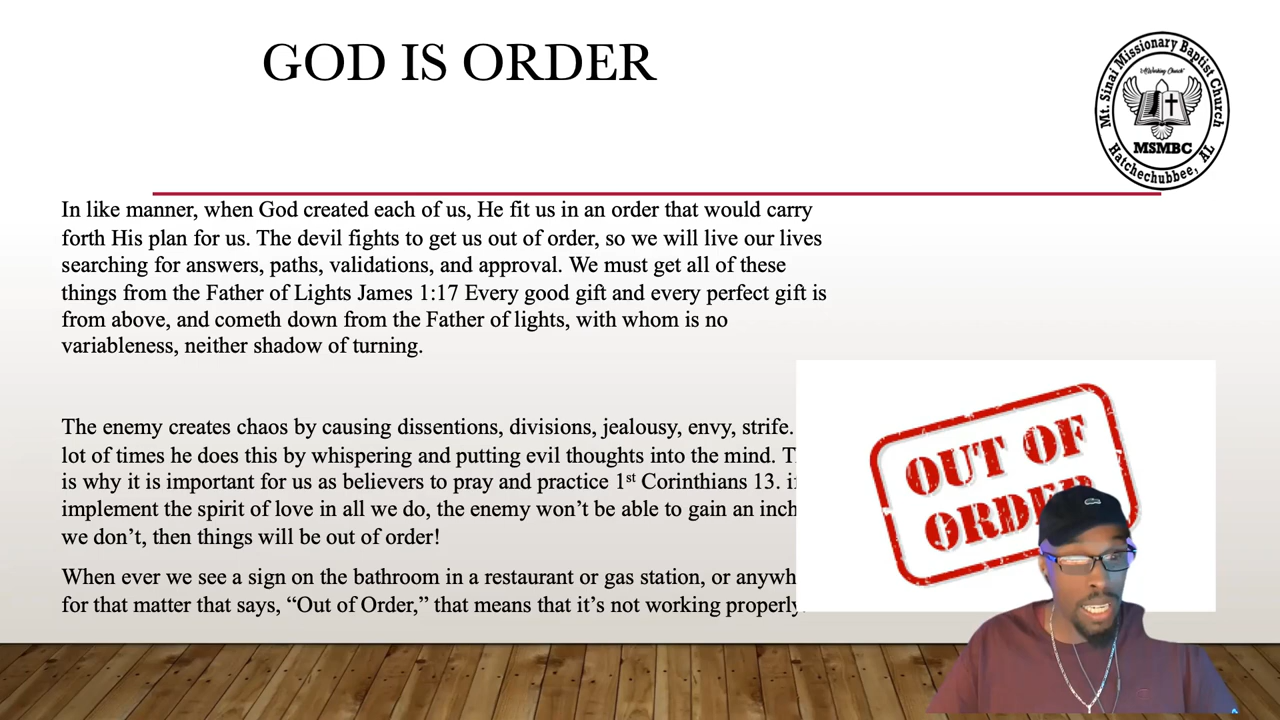 GOD IS ORDER
Mt. Sinai Missionary Baptist Church
"A Working Church"
MSMBC
Hatchechubbee, AL
In like manner, when God created each of us, He fit us in an order that would carry
forth His plan for us. The devil fights to get us out of order, so we will live our lives
searching for answers, paths, validations, and approval. We must get all of these
things from the Father of Lights James 1:17 Every good gift and every perfect gift is
from above, and cometh down from the Father of lights, with whom is no
variableness, neither shadow of turning.
The enemy creates chaos by causing dissentions, divisions, jealousy, envy, strife.
lot of times he does this by whispering and putting evil thoughts into the mind.
is why it is important for us as believers to pray and practice 1st Corinthians 13.
implement the spirit of love in all we do, the enemy won’t be able to gain an inch
we don’t, then things will be out of order!
When ever we see a sign on the bathroom in a restaurant or gas station, or anywh
for that matter that says, “Out of Order,” that means that it’s not working properly.
OUT OF
ORDER